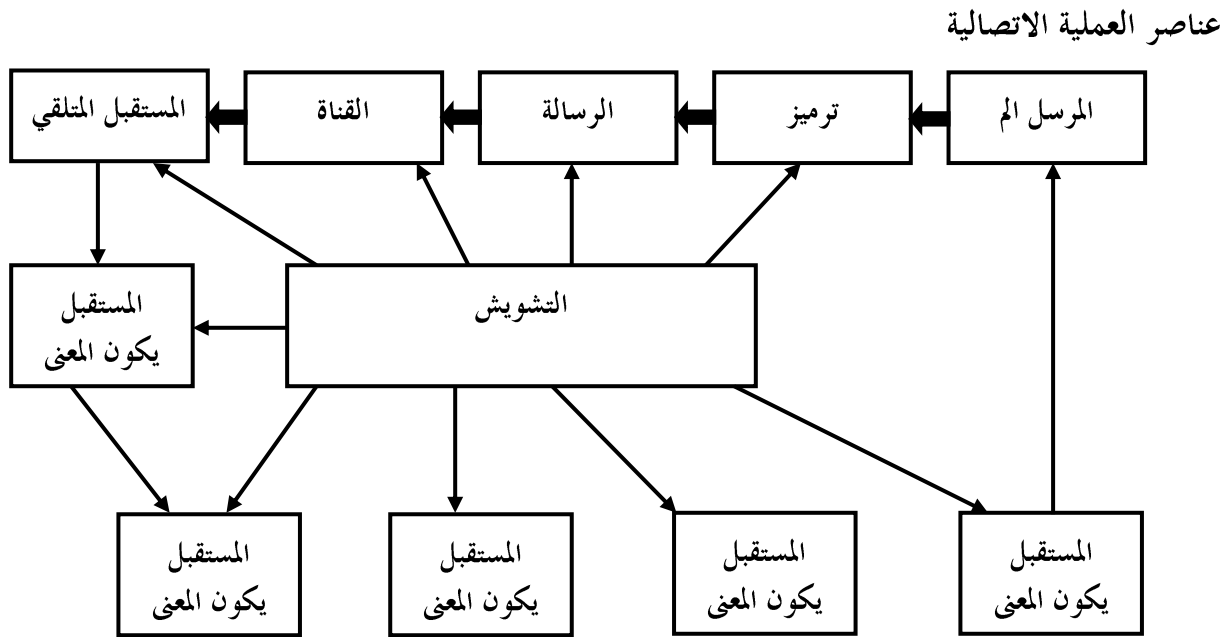 عناصر العملية الاتصالية
المرسل الم
ترميز
الرسالة
القناة
المستقبل المتلقي
التشويش
المستقبل
يكون المعنى
المستقبل
يكون المعنى
المستقبل
يكون المعنى
المستقبل
يكون المعنى
المستقبل
يكون المعنى